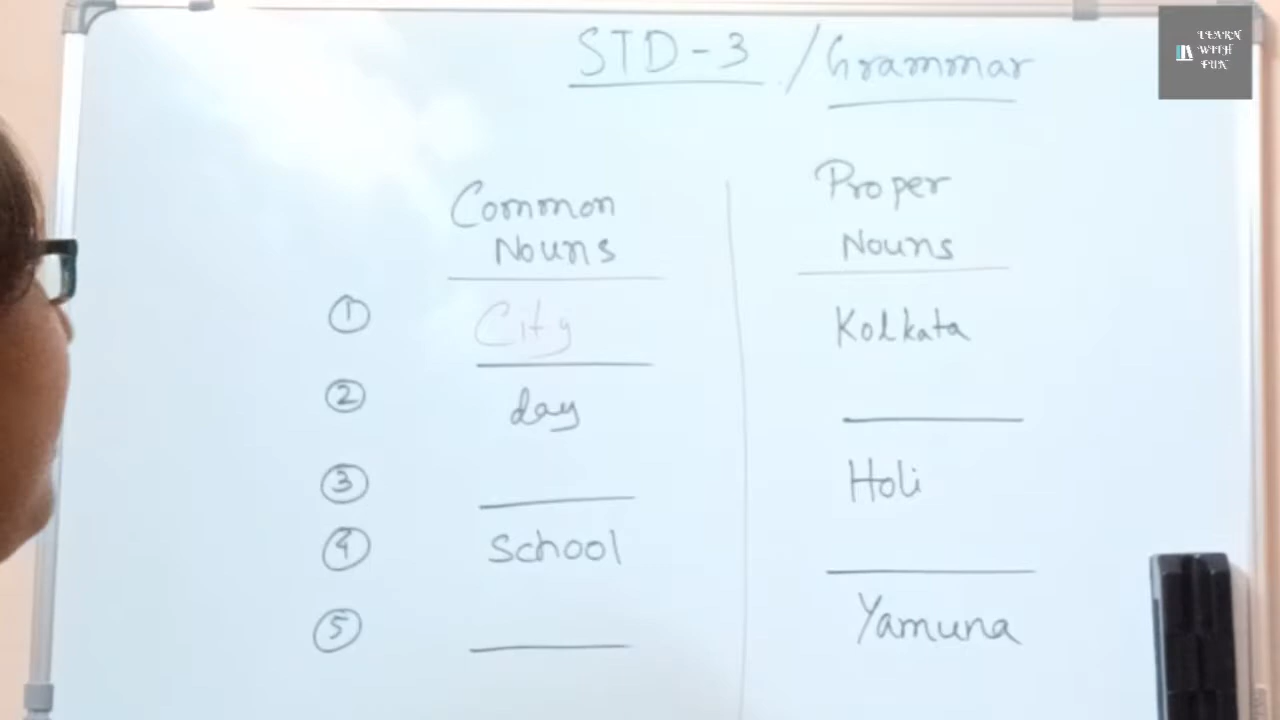 STD-3 / Grammar
LEARN
WITH
FUN
Common
Nouns
Proper
Nouns
① City Kolkata
② day
③ Holi
④ School
⑤ Yamuna